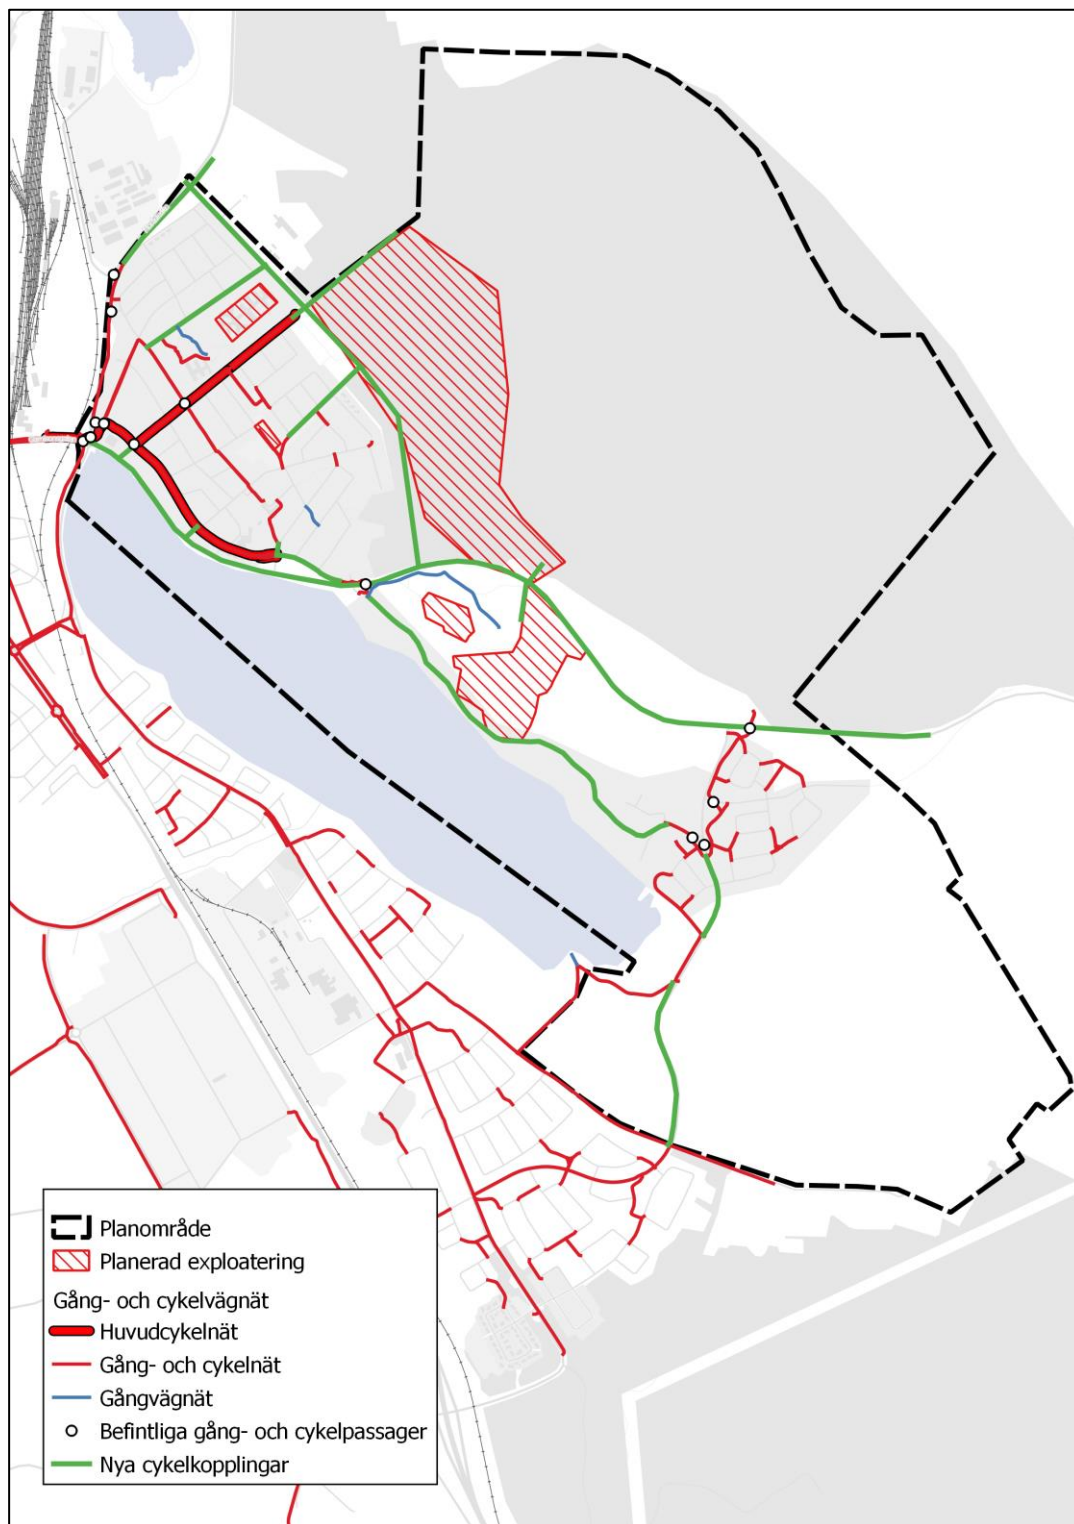 Planområde
Planerad exploatering
Gång- och cykelvägnät
Huvudcykelnät
Gång- och cykelnät
Gångvägnät
Befintliga gång- och cykelpassager
Nya cykelkopplingar